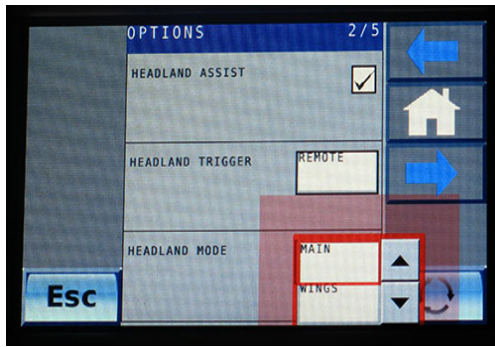 OPTIONS 2/5
HEADLAND ASSIST
HEADLAND TRIGGER REMOTE
HEADLAND MODE MAIN
WINGS
Esc